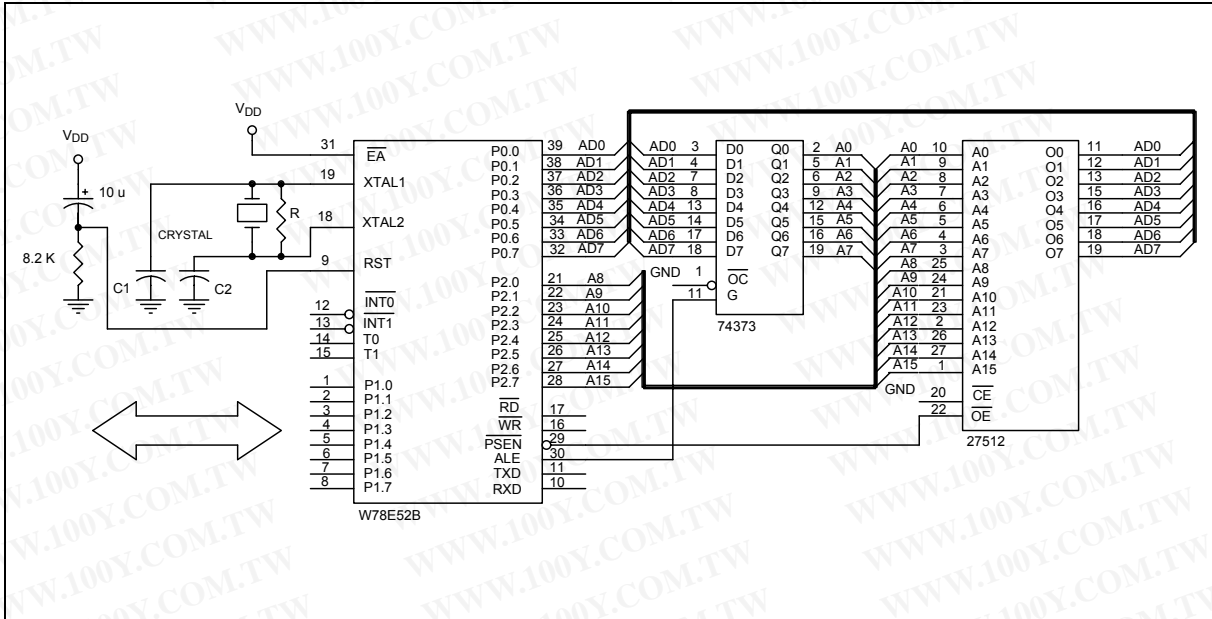 WWW.100Y.COM.TW
VDD
VDD
10 u
8.2 K
CRYSTAL
R
C1
C2
31 EA
19 XTAL1
18 XTAL2
9 RST
12 INT0
13 INT1
14 T0
15 T1
1 P1.0
2 P1.1
3 P1.2
4 P1.3
5 P1.4
6 P1.5
7 P1.6
8 P1.7
P0.0 39 AD0
P0.1 38 AD1
P0.2 37 AD2
P0.3 36 AD3
P0.4 35 AD4
P0.5 34 AD5
P0.6 33 AD6
P0.7 32 AD7
P2.0 21 A8
P2.1 22 A9
P2.2 23 A10
P2.3 24 A11
P2.4 25 A12
P2.5 26 A13
P2.6 27 A14
P2.7 28 A15
RD 17
WR 16
PSEN 29
ALE 30
TXD 11
RXD 10
W78E52B
AD0 3 D0 Q0 2 A0
AD1 4 D1 Q1 5 A1
AD2 7 D2 Q2 6 A2
AD3 8 D3 Q3 9 A3
AD4 13 D4 Q4 12 A4
AD5 14 D5 Q5 15 A5
AD6 17 D6 Q6 16 A6
AD7 18 D7 Q7 19 A7
GND 1 OC
11 G
74373
A0 10 A0 O0 11 AD0
A1 9 A1 O1 12 AD1
A2 8 A2 O2 13 AD2
A3 7 A3 O3 15 AD3
A4 6 A4 O4 16 AD4
A5 5 A5 O5 17 AD5
A6 4 A6 O6 18 AD6
A7 3 A7 O7 19 AD7
A8 25 A8
A9 24 A9
A10 21 A10
A11 23 A11
A12 2 A12
A13 26 A13
A14 27 A14
A15 1 A15
GND 20 CE
22 OE
27512